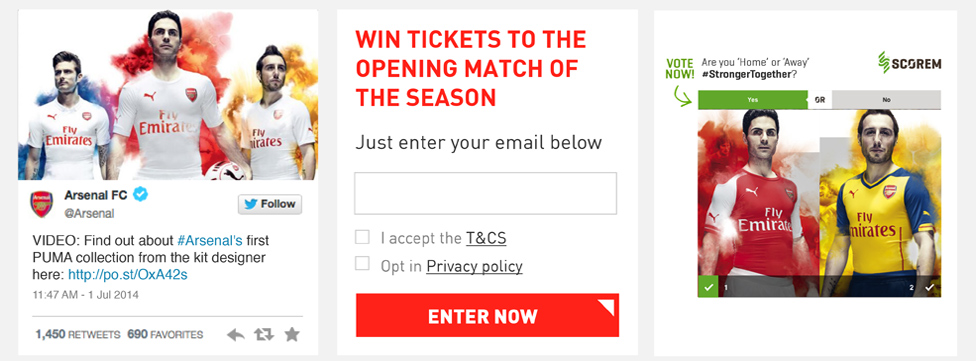 Fly
Emirates
Fly
Emirates
Fly
Emirates
Arsenal FC
@Arsenal
Follow
VIDEO: Find out about #Arsenal's first
PUMA collection from the kit designer
here: http://po.st/OxA42s
11:47 AM - 1 Jul 2014
1,450 RETWEETS 690 FAVORITES
WIN TICKETS TO THE
OPENING MATCH OF
THE SEASON
Just enter your email below
I accept the T&CS
Opt in Privacy policy
ENTER NOW
VOTE
NOW!
Are you 'Home' or 'Away'
#StrongerTogether?
SCOREM
Yes
OR
No
Fly
Emirates
Fly
Emirates
1
2